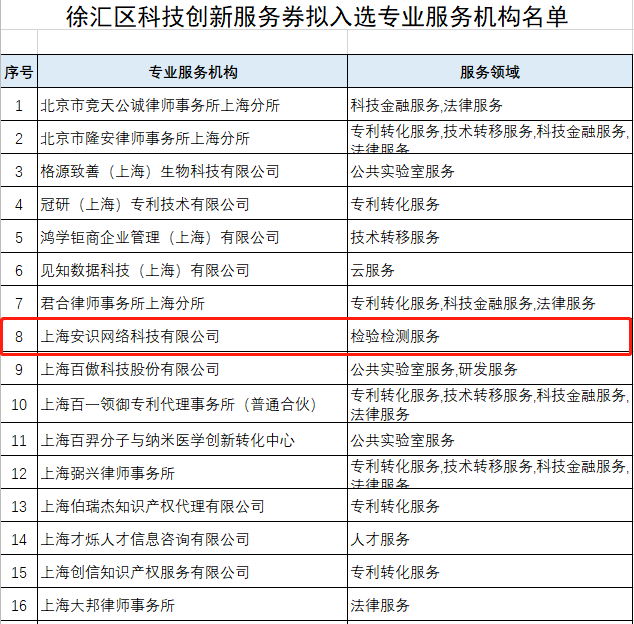 徐汇区科技创新服务券拟入选专业服务机构名单
序号 专业服务机构 服务领域
1 北京市竞天公诚律师事务所上海分所 科技金融服务,法律服务
2 北京市隆安律师事务所上海分所 专利转化服务,技术转移服务,科技金融服务,
法律服务
3 格源致善（上海）生物科技有限公司 公共实验室服务
4 冠研（上海）专利技术有限公司 专利转化服务
5 鸿学钜商企业管理（上海）有限公司 技术转移服务
6 见知数据科技（上海）有限公司 云服务
7 君合律师事务所上海分所 专利转化服务,科技金融服务,法律服务
8 上海安识网络科技有限公司 检验检测服务
9 上海百傲科技股份有限公司 公共实验室服务,研发服务
10 上海百一领御专利代理事务所（普通合伙） 专利转化服务,技术转移服务,科技金融服务,
法律服务
11 上海百羿分子与纳米医学创新转化中心 公共实验室服务
12 上海弼兴律师事务所 专利转化服务,技术转移服务,科技金融服务,
法律服务
13 上海伯瑞杰知识产权代理有限公司 专利转化服务
14 上海才烁人才信息咨询有限公司 人才服务
15 上海创信知识产权服务有限公司 专利转化服务
16 上海大邦律师事务所 法律服务